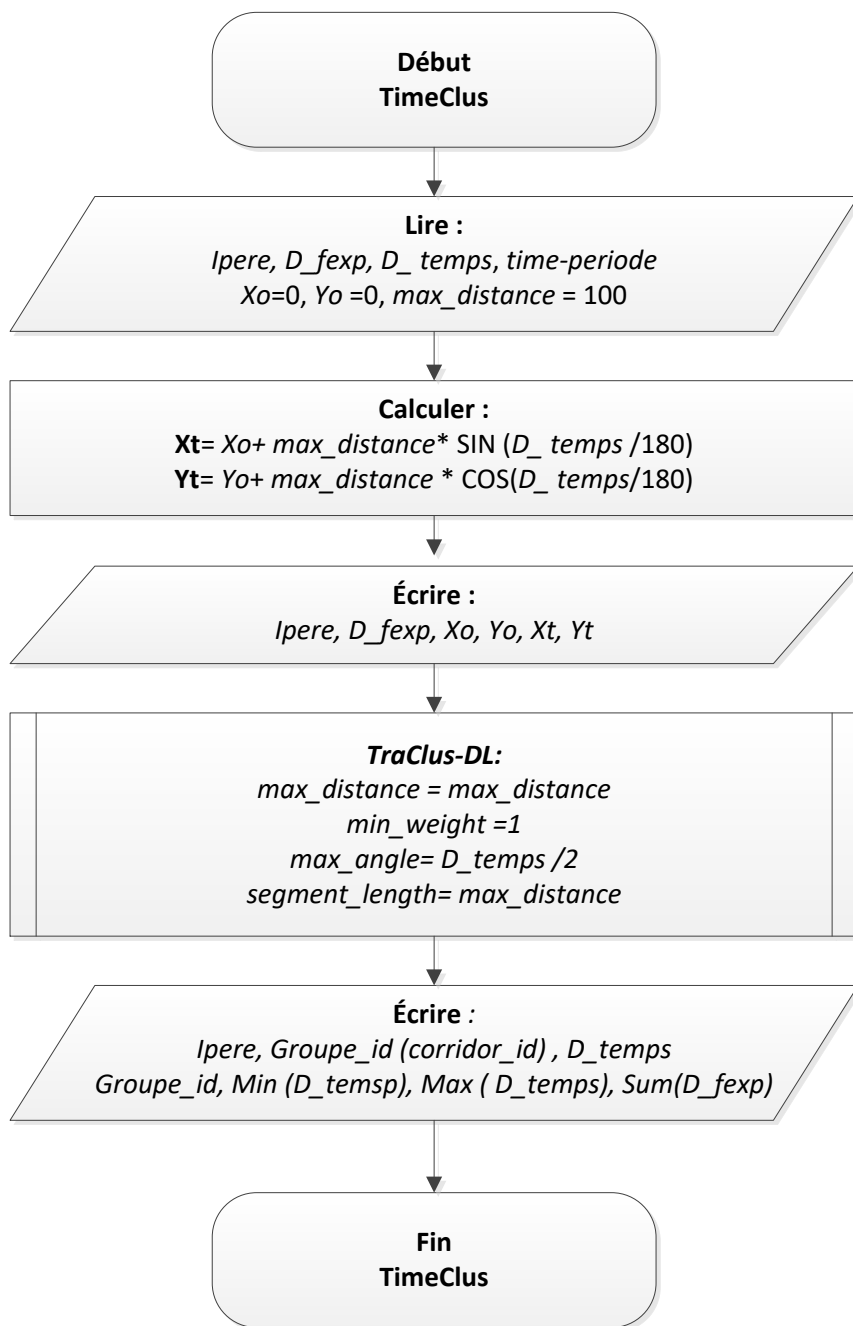 Début
TimeClus
Lire :
Ipere, D_fexp, D_ temps, time-periode
Xo=0, Yo =0, max_distance = 100
Calculer :
Xt= Xo+ max_distance* SIN (D_ temps /180)
Yt= Yo+ max_distance * COS(D_ temps/180)
Écrire :
Ipere, D_fexp, Xo, Yo, Xt, Yt
TraClus-DL:
max_distance = max_distance
min_weight =1
max_angle= D_temps /2
segment_length= max_distance
Écrire :
Ipere, Groupe_id (corridor_id) , D_temps
Groupe_id, Min (D_temsp), Max ( D_temps), Sum(D_fexp)
Fin
TimeClus